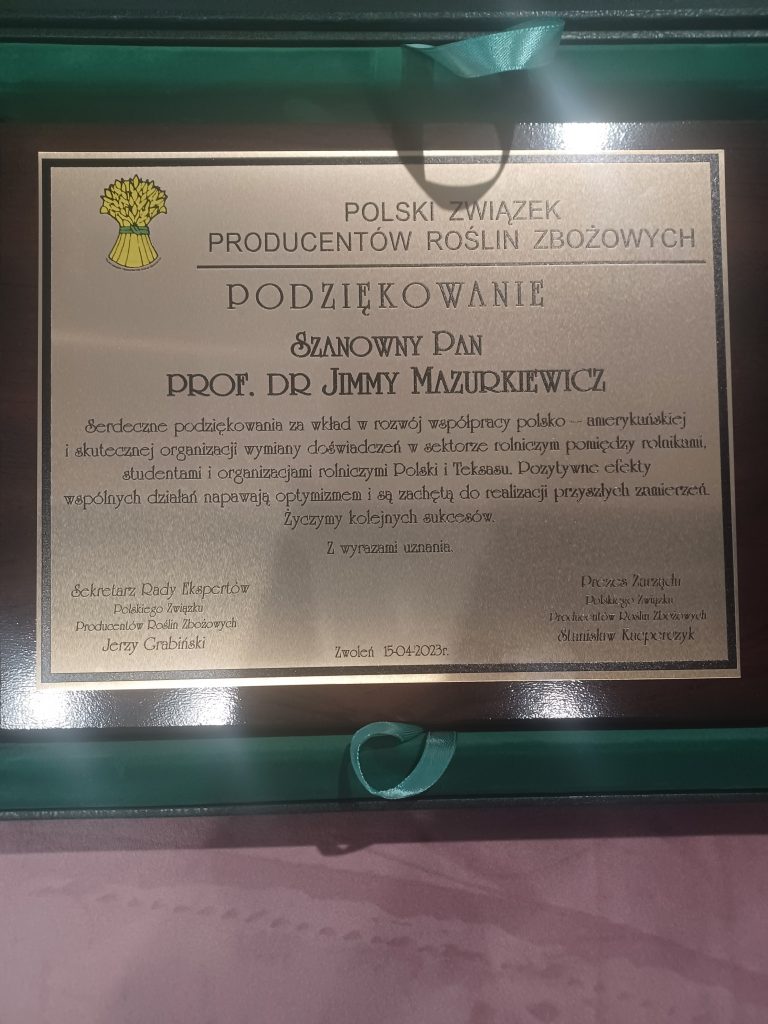 POLSKI ZWIĄZEK
PRODUCENTÓW ROŚLIN ZBOŻOWYCH
PODZIĘKOWANIE
SZANOWNY PAN
PROF. DR JIMMY MAZURKIEWICZ
Serdeczne podziękowania za wkład w rozwój współpracy polsko – amerykańskiej
i skutecznej organizacji wymiany doświadczeń w sektorze rolniczym pomiędzy rolnikami,
studentami i organizacjami rolniczymi Polski i Teksasu. Pozytywne efekty
wspólnych działań napawają optymizmem i są zachętą do realizacji przyszłych zamierzeń.
Życzymy kolejnych sukcesów.
Z wyrazami uznania.
Sekretarz Rady Ekspertów
Polskiego Związku
Producentów Roślin Zbożowych
Jerzy Grabiński
Prezes Zarządu
Polskiego Związku
Producentów Roślin Zbożowych
Stanisław Kacperczyk
Zwoleń 15-04-2023r.